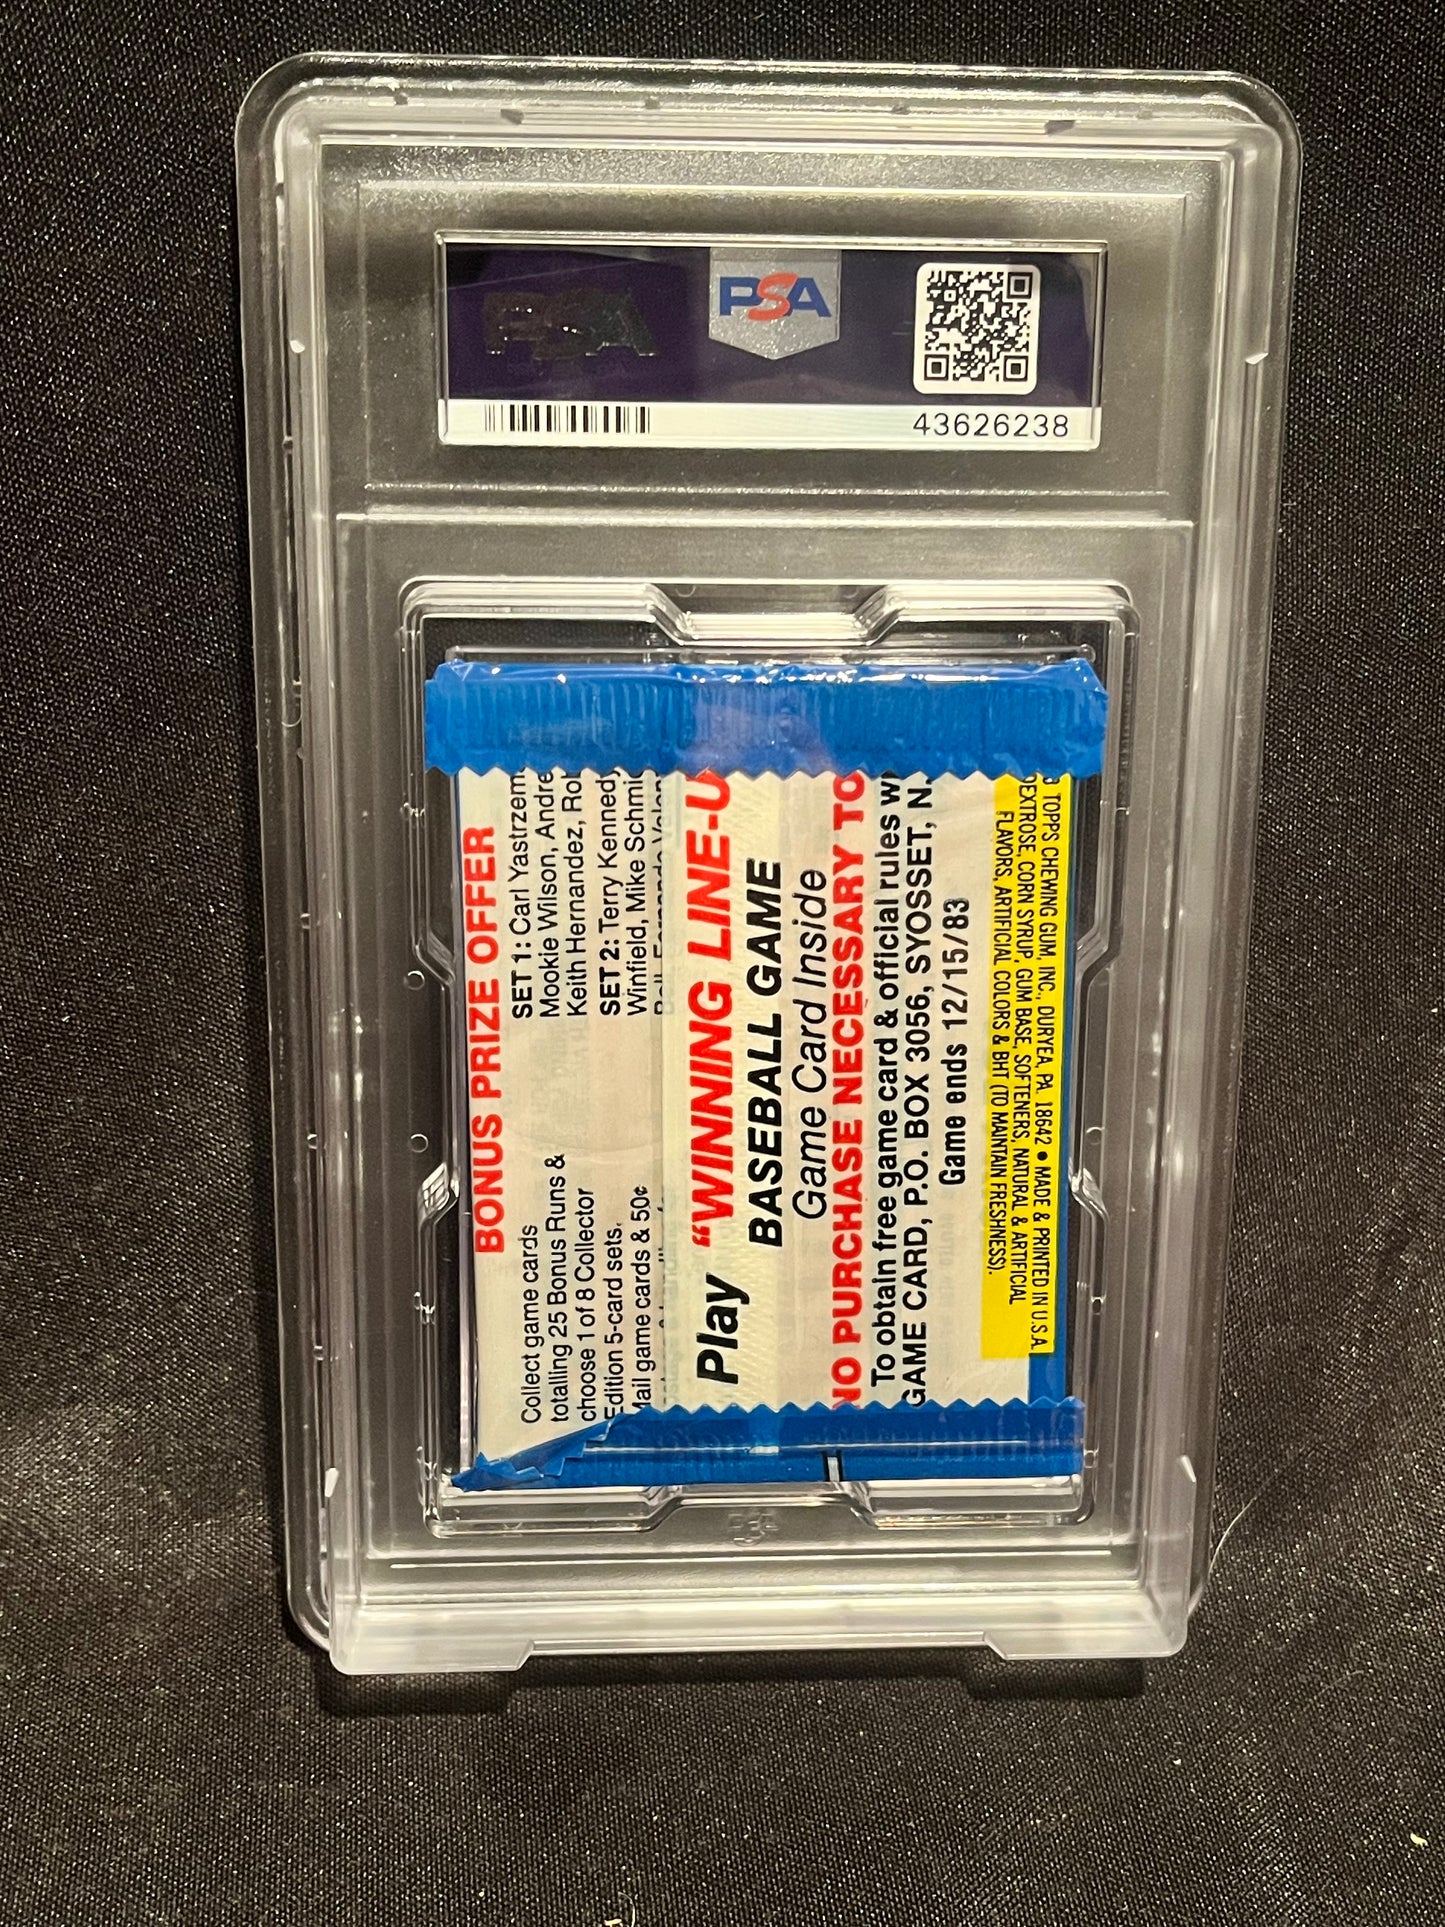 PSA
43626238
BONUS PRIZE OFFER
Collect game cards
totalling 25 Bonus Runs &
choose 1 of 8 Collector
Edition 5-card sets.
Mail game cards & 50¢
SET 1: Carl Yastrzem
Mookie Wilson, Andre
Keith Hernandez, Rob
SET 2: Terry Kennedy
Winfield, Mike Schmid
Play "WINNING LINE-U
BASEBALL GAME
Game Card Inside
NO PURCHASE NECESSARY TO
To obtain free game card & official rules w
GAME CARD, P.O. BOX 3056, SYOSSET, N.
Game ends 12/15/83
3 TOPPS CHEWING GUM, INC., DURYEA, PA. 18642 • MADE & PRINTED IN U.S.A.
DEXTROSE, CORN SYRUP, GUM BASE, SOFTENERS, NATURAL & ARTIFICIAL
FLAVORS, ARTIFICIAL COLORS & BHT (TO MAINTAIN FRESHNESS).